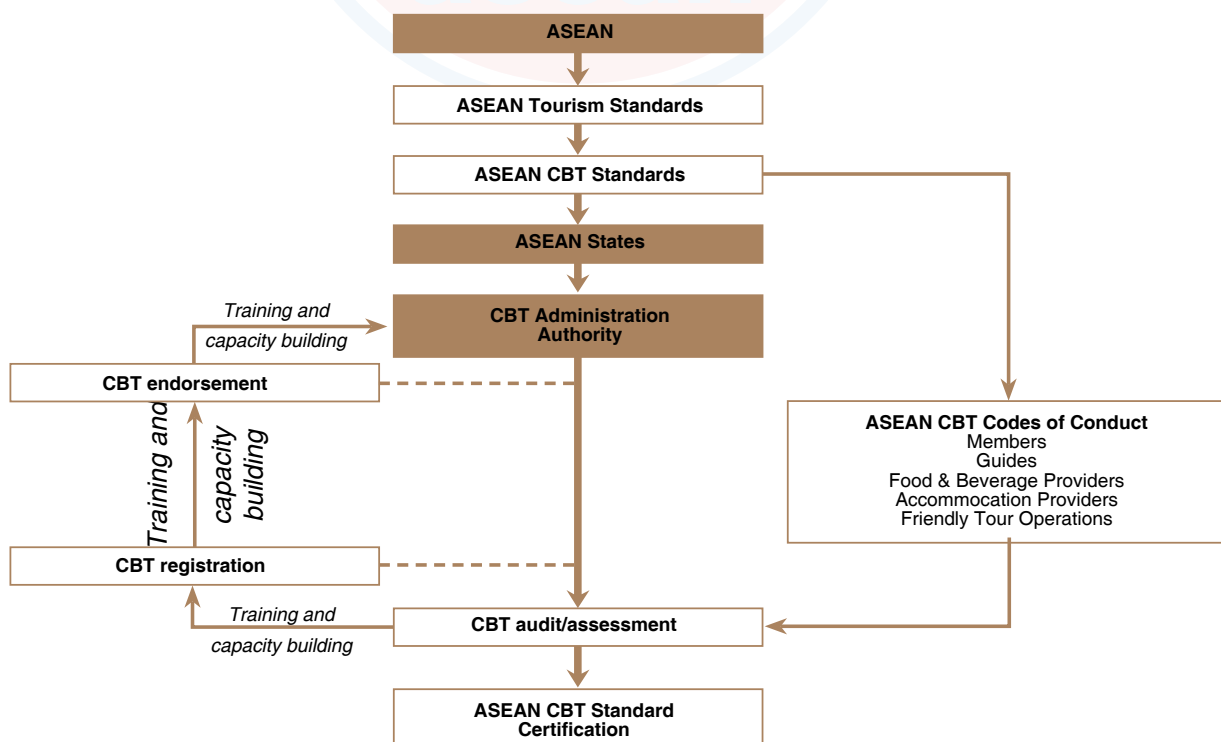 ASEAN
ASEAN Tourism Standards
ASEAN CBT Standards
ASEAN States
CBT Administration
Authority
Training and
capacity building
CBT endorsement
Training and
capacity
building
CBT registration
Training and
capacity building
ASEAN CBT Codes of Conduct
Members
Guides
Food & Beverage Providers
Accommocation Providers
Friendly Tour Operations
CBT audit/assessment
ASEAN CBT Standard
Certification